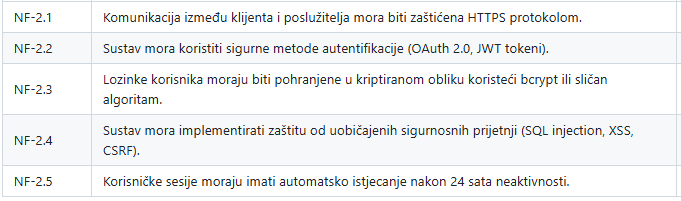 NF-2.1 Komunikacija između klijenta i poslužitelja mora biti zaštićena HTTPS protokolom.
NF-2.2 Sustav mora koristiti sigurne metode autentifikacije (OAuth 2.0, JWT tokeni).
NF-2.3 Lozinke korisnika moraju biti pohranjene u kriptiranom obliku koristeći bcrypt ili sličan
algoritam.
NF-2.4 Sustav mora implementirati zaštitu od uobičajenih sigurnosnih prijetnji (SQL injection, XSS,
CSRF).
NF-2.5 Korisničke sesije moraju imati automatsko istjecanje nakon 24 sata neaktivnosti.